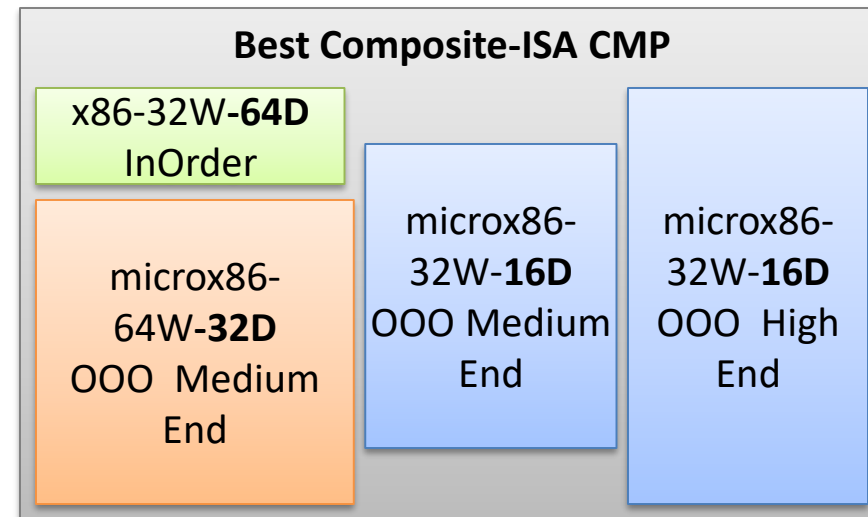 Best Composite-ISA CMP
x86-32W-64D
InOrder
microx86-
64W-32D
OOO Medium
End
microx86-
32W-16D
OOO Medium
End
microx86-
32W-16D
OOO High
End